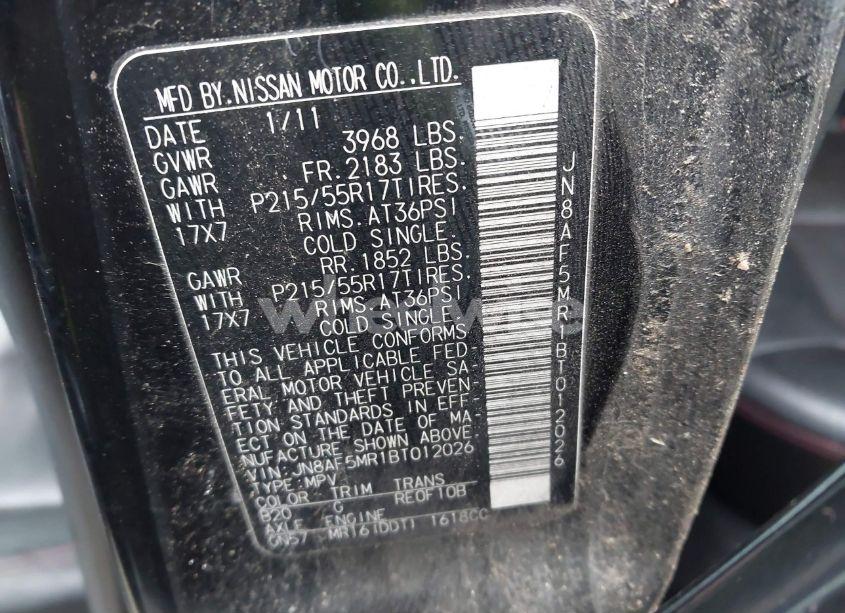 MFD BY.NISSAN MOTOR CO.,LTD.
DATE 1/11
GVWR 3968 LBS.
GAWR FR.2183 LBS.
WITH P215/55R17TIRES.
17X7 RIMS.AT36PSI
COLD SINGLE.
GAWR RR.1852 LBS.
WITH P215/55R17TIRES.
17X7 RIMS.AT36PSI
COLD SINGLE.
THIS VEHICLE CONFORMS
TO ALL APPLICABLE FED
ERAL MOTOR VEHICLE SA
FETY AND THEFT PREVEN-
TION STANDARDS IN EFF
ECT ON THE DATE OF MA-
NUFACTURE SHOWN ABOVE.
VIN:JN8AF5MR1BT012026
TYPE:MPV
COLOR TRIM TRANS
B20 G RE0F10B
AXLE ENGINE
GN57 MR16(DDT) 1618CC
JN8AF5MR1BT012026